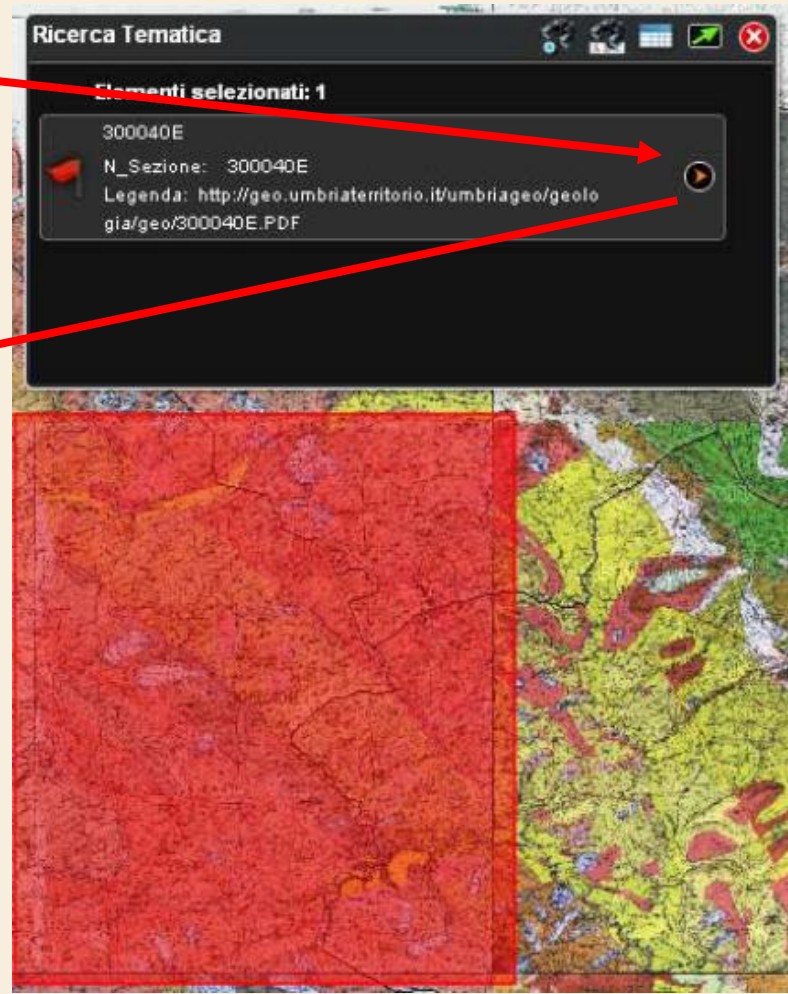 Ricerca Tematica
Elementi selezionati: 1
300040E
N_Sezione: 300040E
Legenda: http://geo.umbriaterritorio.it/umbriageo/geolo
gia/geo/300040E.PDF